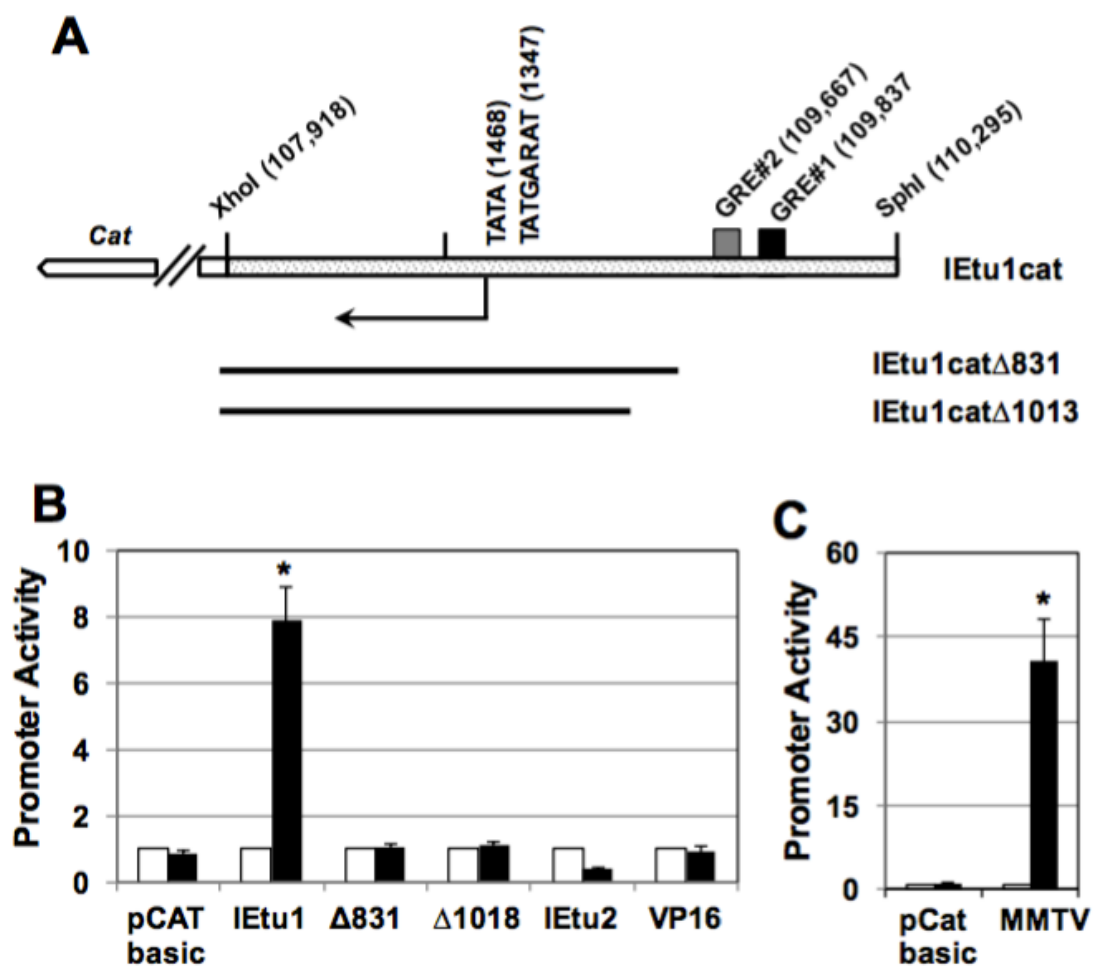 A
XhoI (107,918)
TATA (1468)
TATGARAT (1347)
GRE#2 (109,667)
GRE#1 (109,837
SphI (110,295)
Cat
IEtu1cat
IEtu1catΔ831
IEtu1catΔ1013
B
Promoter Activity
10
8
6
4
2
0
*
pCAT basic
IEtu1
Δ831
Δ1018
IEtu2
VP16
C
Promoter Activity
60
45
30
15
0
*
pCat basic
MMTV